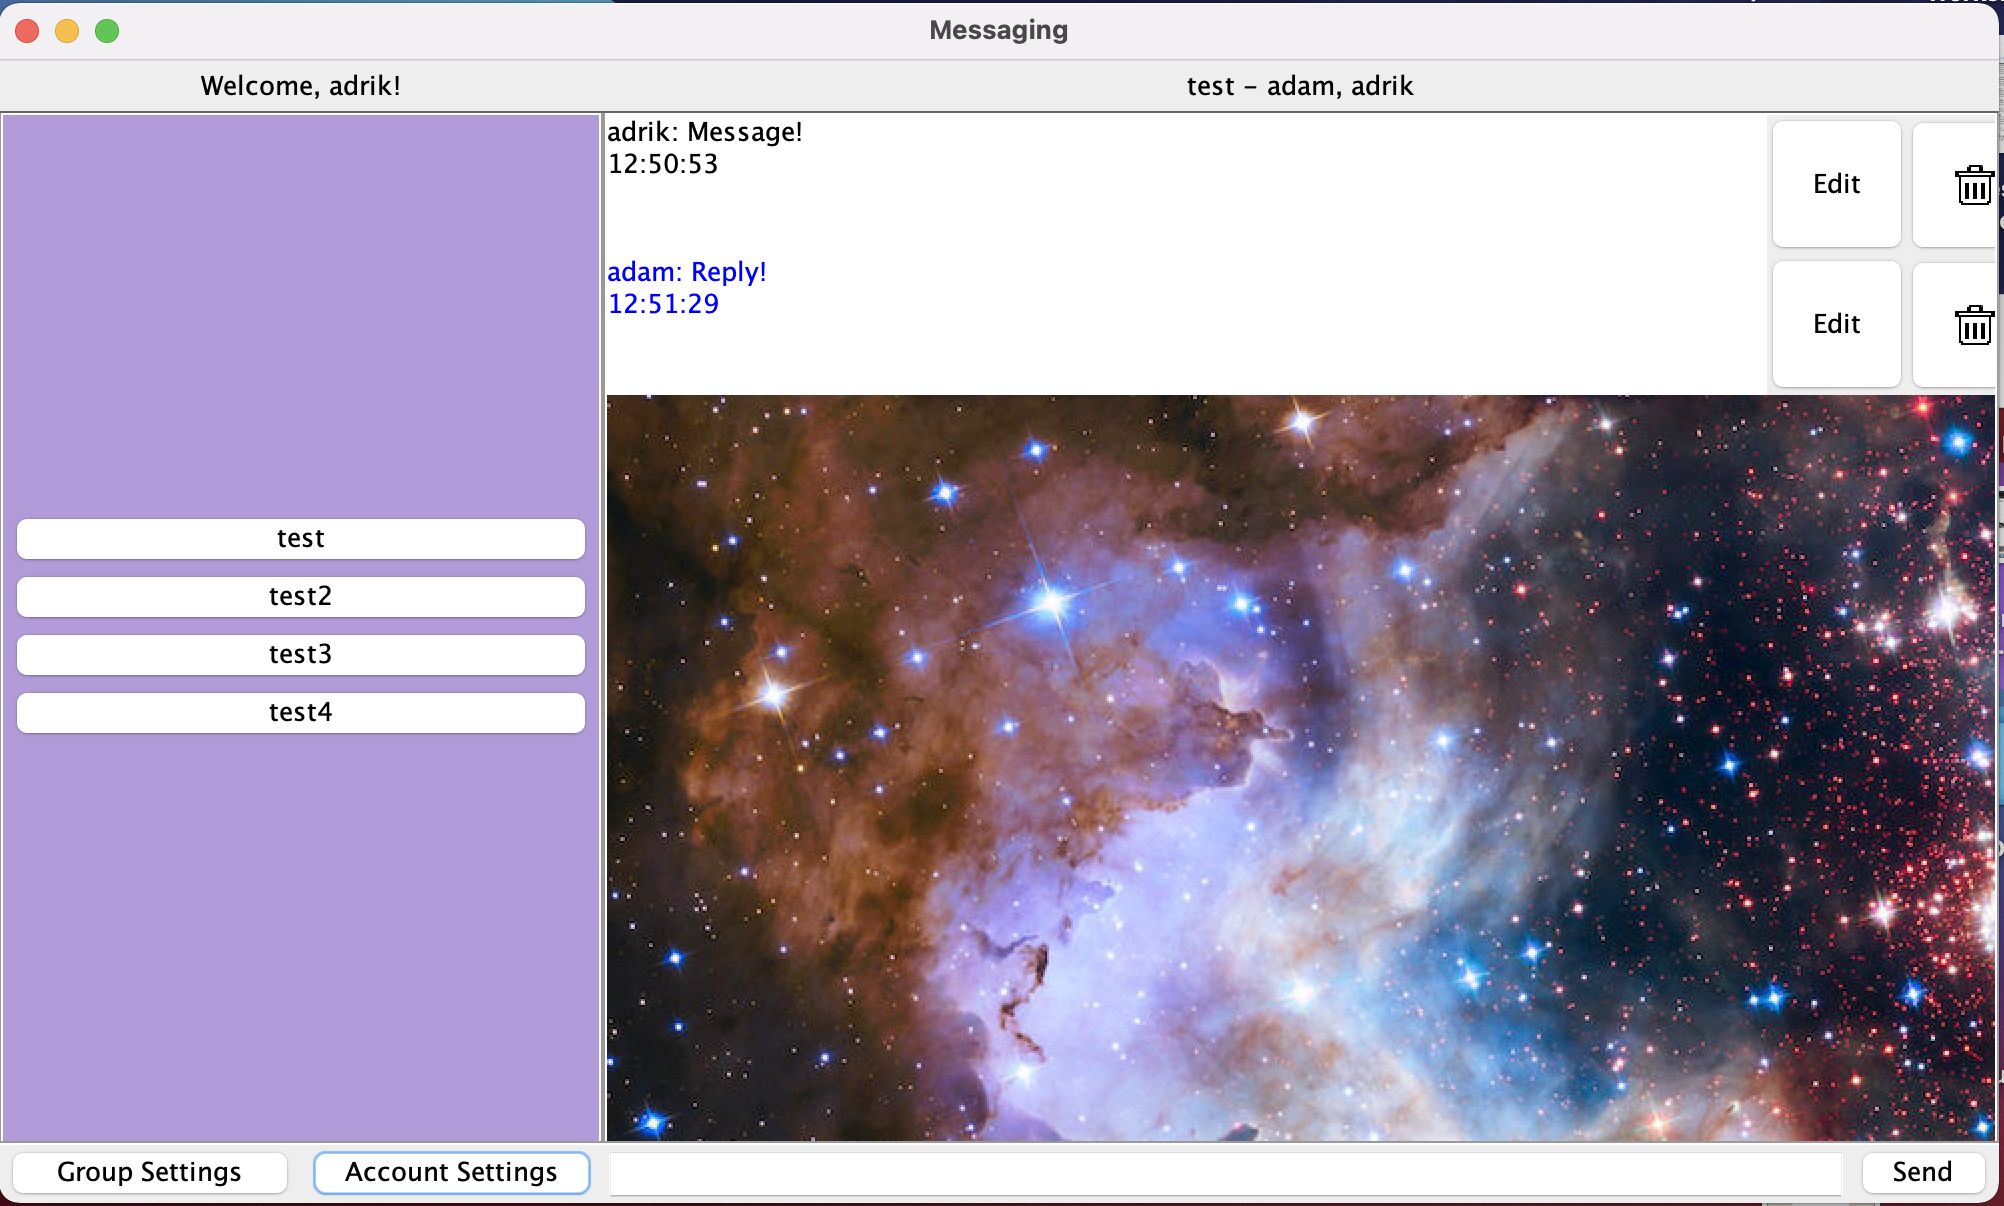 Messaging
Welcome, adrik!
test - adam, adrik
adrik: Message!
12:50:53
Edit
adam: Reply!
12:51:29
Edit
test
test2
test3
test4
Group Settings
Account Settings
Send